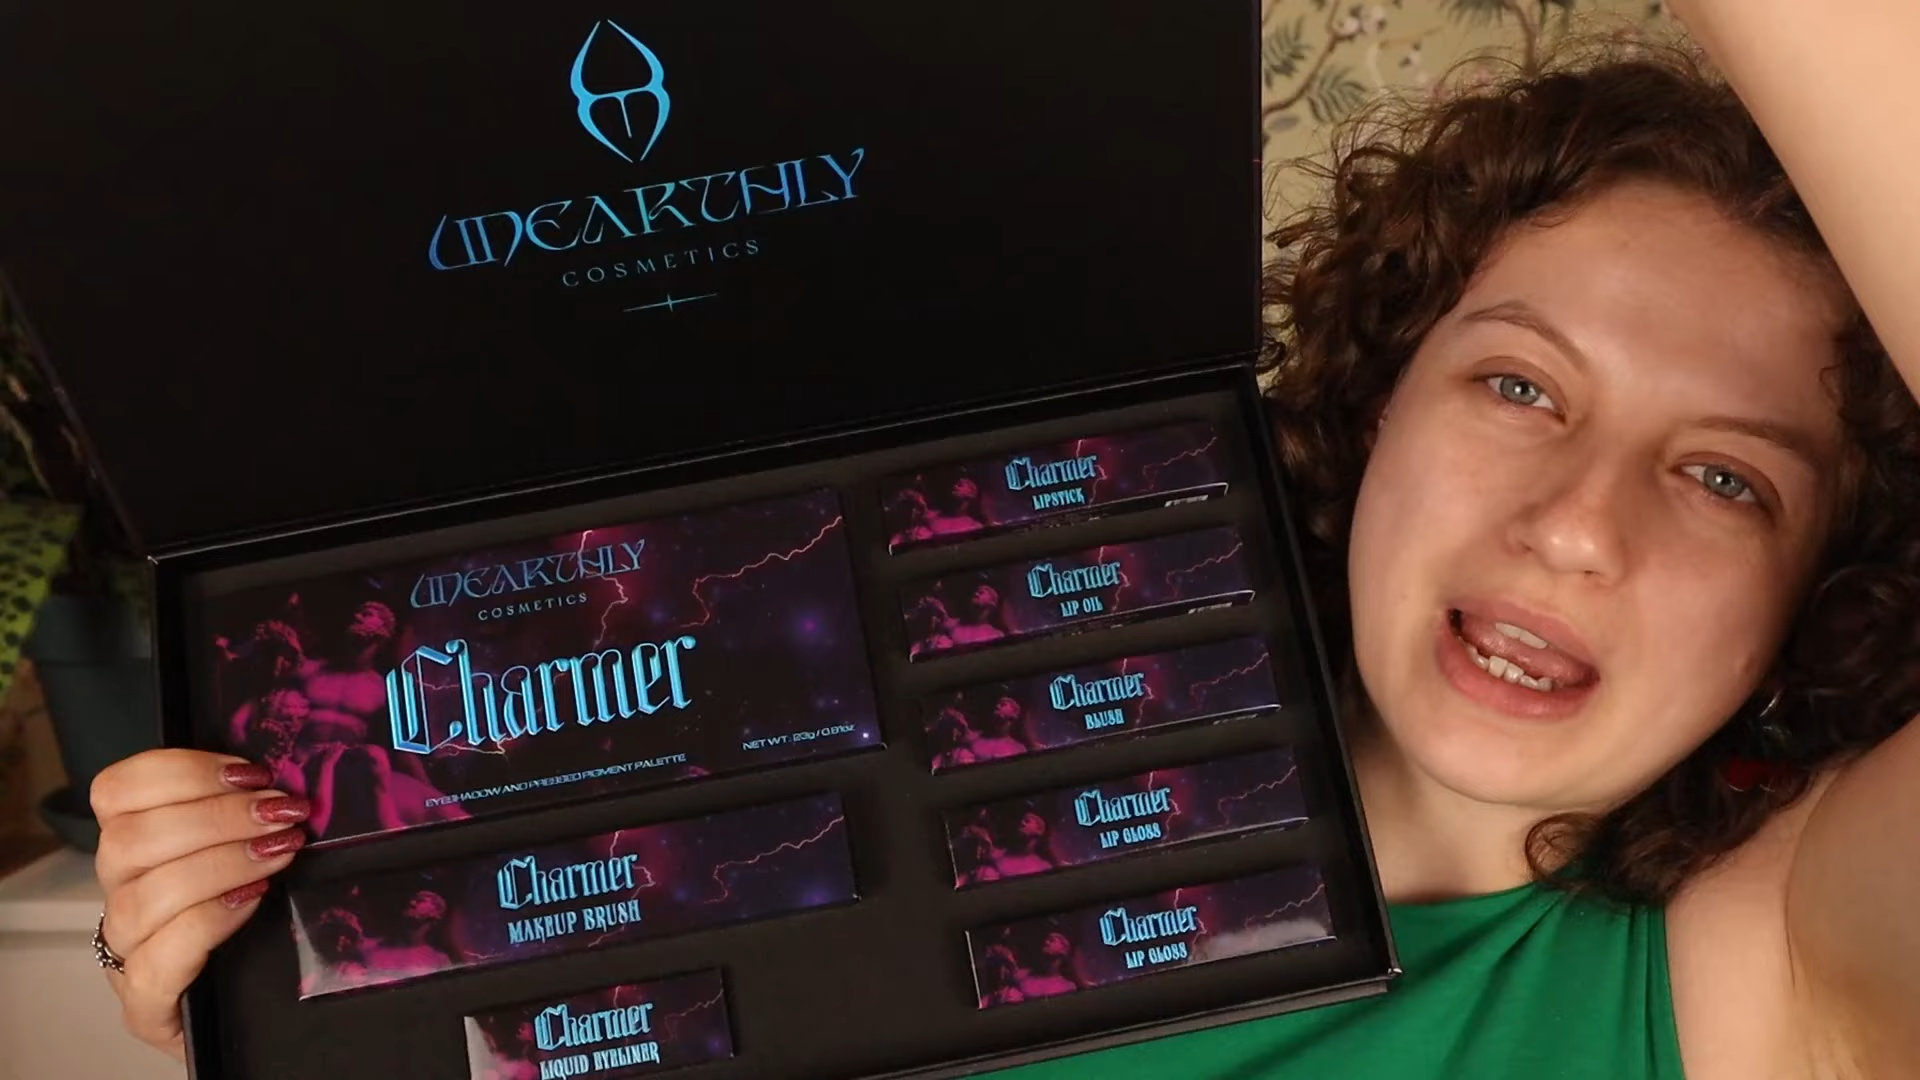 UNEARTHLY
COSMETICS
UNEARTHLY
COSMETICS
Charmer
EYESHADOW AND PRESSED PIGMENT PALETTE
NET WT: 23g / 0.81oz
Charmer
MAKEUP BRUSH
Charmer
LIQUID EYELINER
Charmer
LIPSTICK
Charmer
LIP OIL
Charmer
BLUSH
Charmer
LIP GLOSS
Charmer
LIP GLOSS